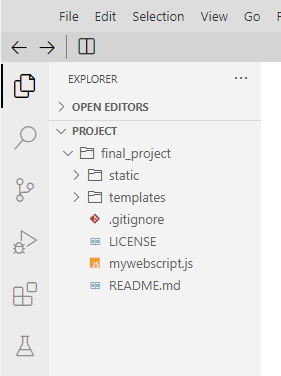 File Edit Selection View Go
EXPLORER ...
OPEN EDITORS
PROJECT
final_project
static
templates
.gitignore
LICENSE
JS mywebscript.js
README.md